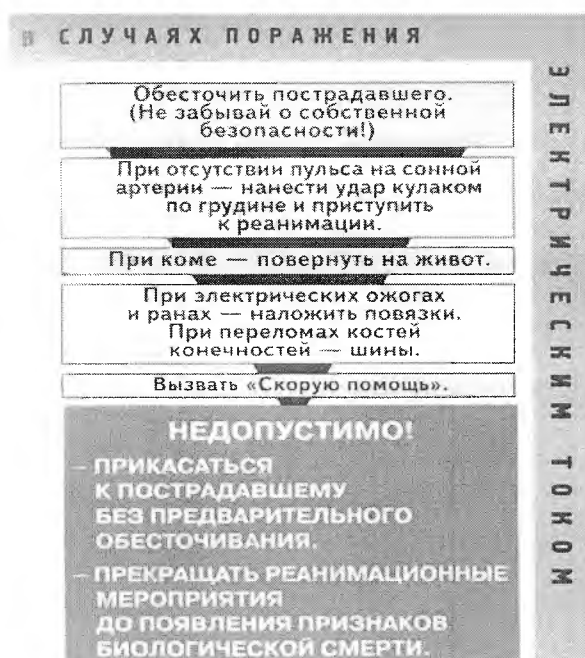 В СЛУЧАЯХ ПОРАЖЕНИЯ
ЭЛЕКТРИЧЕСКИМ ТОКОМ
Обесточить пострадавшего.
(Не забывай о собственной
безопасности!)
При отсутствии пульса на сонной
артерии — нанести удар кулаком
по грудине и приступить
к реанимации.
При коме — повернуть на живот.
При электрических ожогах
и ранах — наложить повязки.
При переломах костей
конечностей — шины.
Вызвать «Скорую помощь».
НЕДОПУСТИМО!
– ПРИКАСАТЬСЯ
К ПОСТРАДАВШЕМУ
БЕЗ ПРЕДВАРИТЕЛЬНОГО
ОБЕСТОЧИВАНИЯ.
– ПРЕКРАЩАТЬ РЕАНИМАЦИОННЫЕ
МЕРОПРИЯТИЯ
ДО ПОЯВЛЕНИЯ ПРИЗНАКОВ
БИОЛОГИЧЕСКОЙ СМЕРТИ.